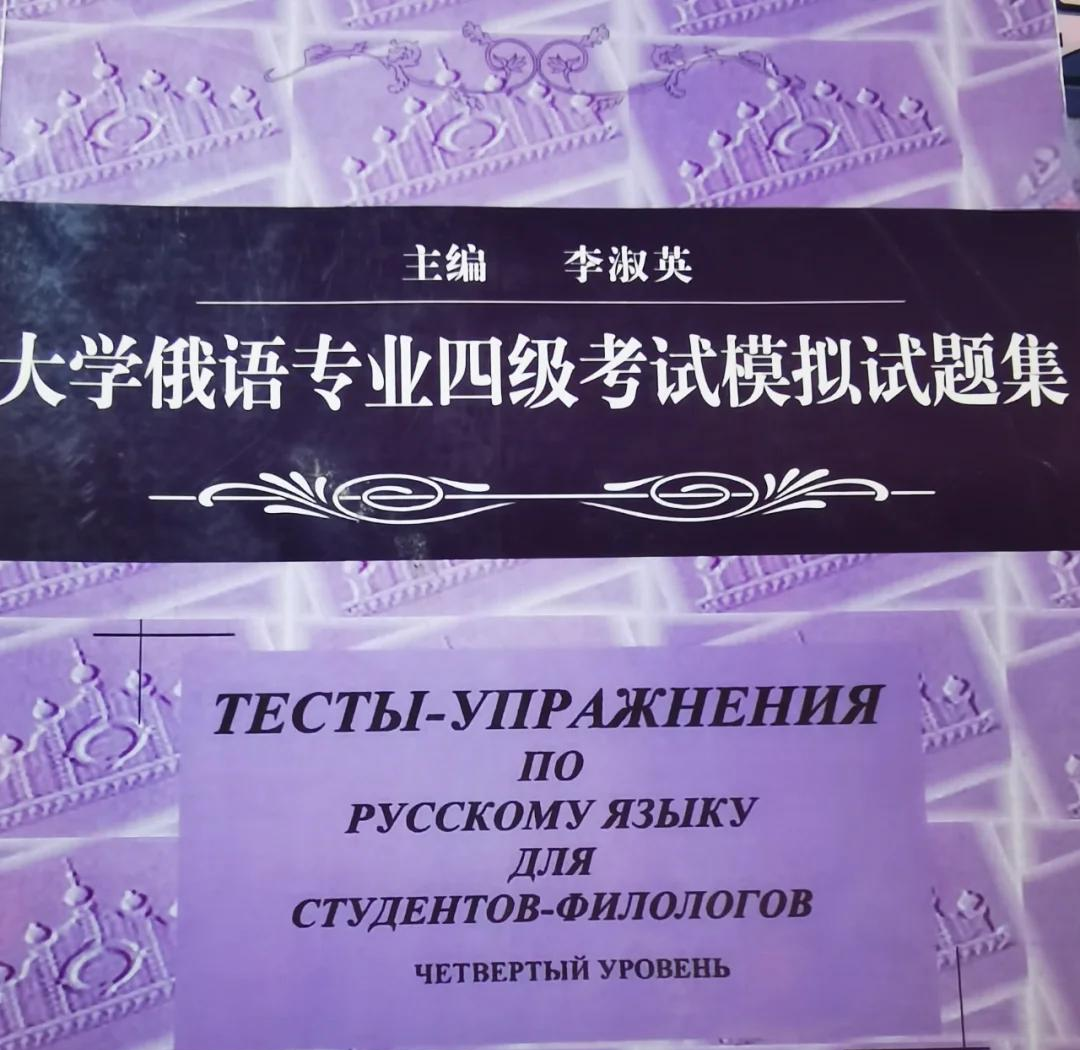 主编 李淑英
大学俄语专业四级考试模拟试题集
ТЕСТЫ-УПРАЖНЕНИЯ
ПО
РУССКОМУ ЯЗЫКУ
ДЛЯ
СТУДЕНТОВ-ФИЛОЛОГОВ
ЧЕТВЕРТЫЙ УРОВЕНЬ